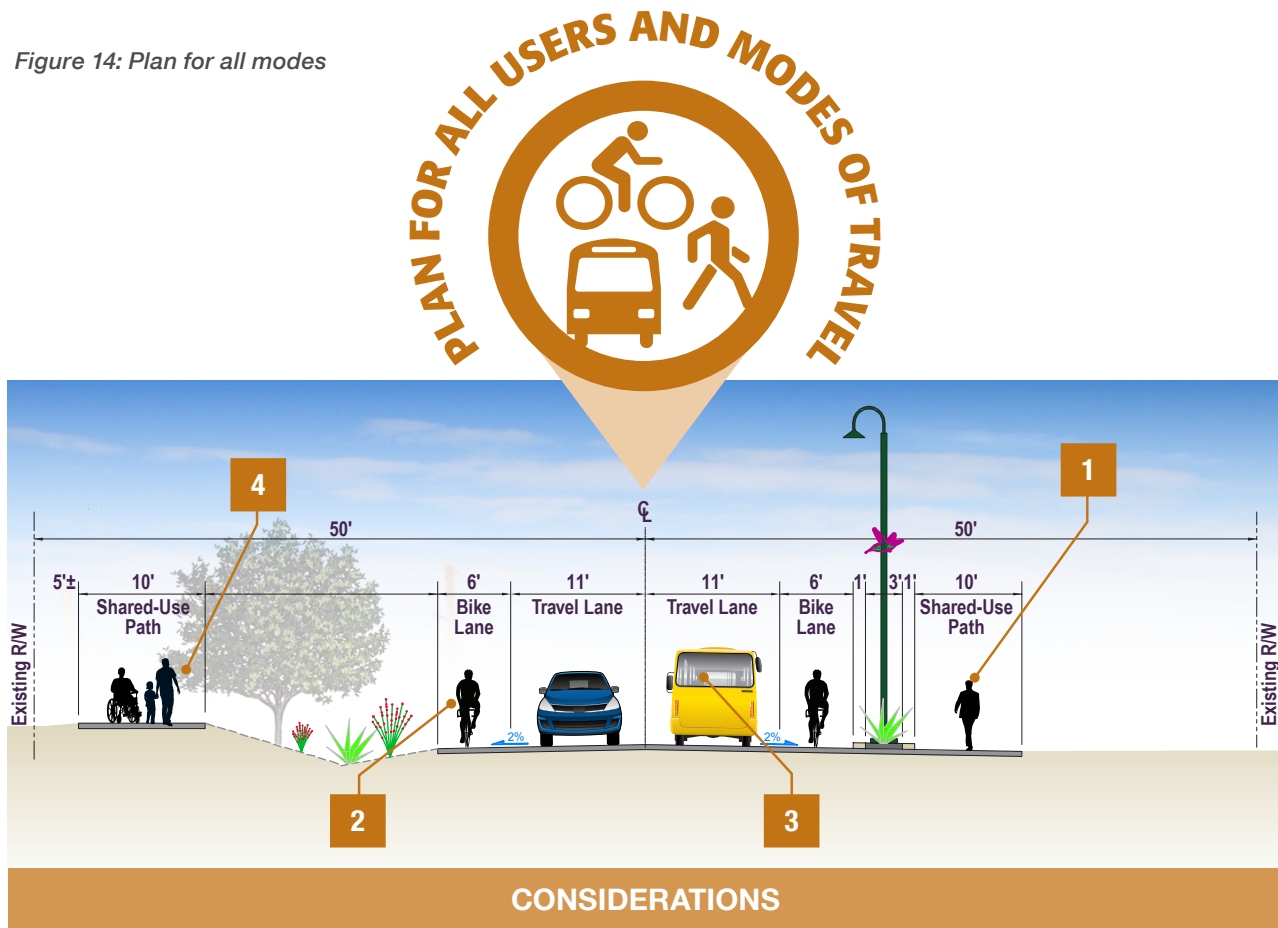 Figure 14: Plan for all modes
PLAN FOR ALL USERS AND MODES OF TRAVEL
4
1
℄
50'
50'
5'±
10'
6'
11'
11'
6'
1'
3'
1'
10'
Shared-Use
Path
Bike
Lane
Travel Lane
Travel Lane
Bike
Lane
Shared-Use
Path
Existing R/W
Existing R/W
2%
2%
2
3
CONSIDERATIONS